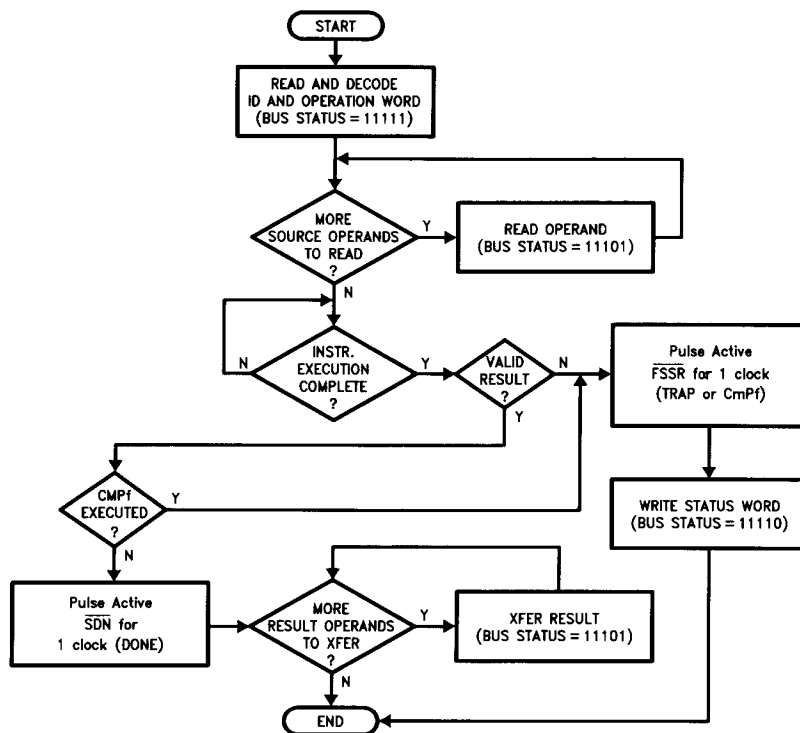 START
READ AND DECODE
ID AND OPERATION WORD
(BUS STATUS = 11111)
MORE
SOURCE OPERANDS
TO READ
?
Y
N
READ OPERAND
(BUS STATUS = 11101)
INSTR.
EXECUTION
COMPLETE
?
N
Y
VALID
RESULT
?
N
Y
Pulse Active
FSSR for 1 clock
(TRAP or CmPf)
WRITE STATUS WORD
(BUS STATUS = 11110)
CMPf
EXECUTED
?
Y
N
Pulse Active
SDN for
1 clock (DONE)
MORE
RESULT OPERANDS
TO XFER
?
Y
N
XFER RESULT
(BUS STATUS = 11101)
END